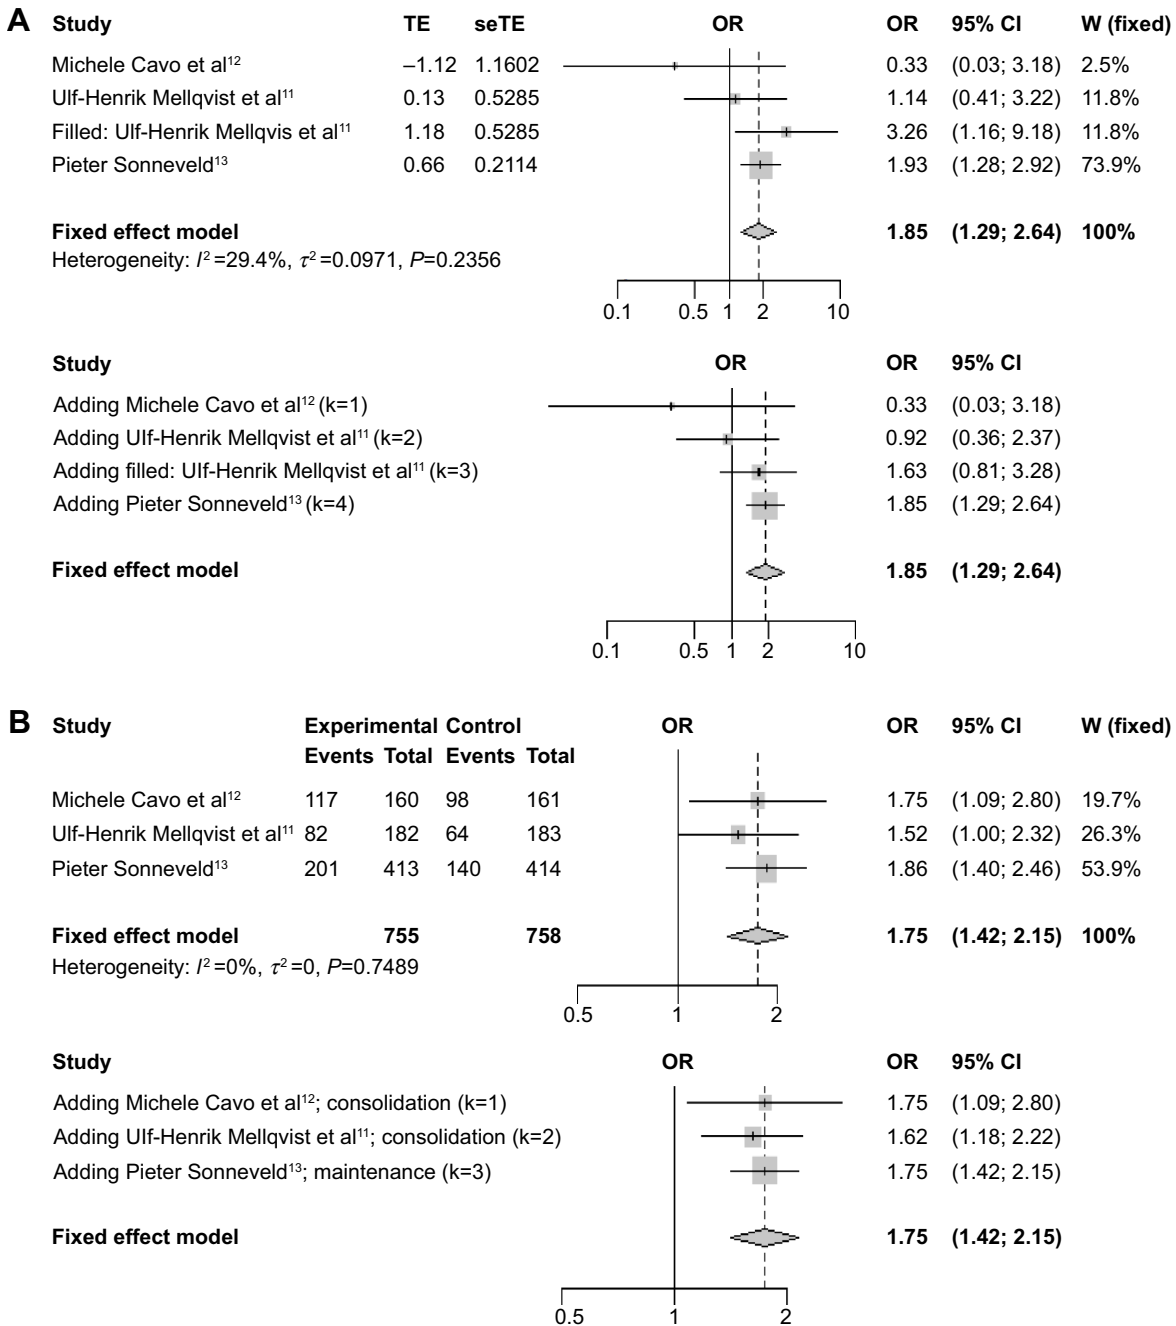 A Study TE seTE OR OR 95% CI W (fixed)
Michele Cavo et al¹² –1.12 1.1602 0.33 (0.03; 3.18) 2.5%
Ulf-Henrik Mellqvist et al¹¹ 0.13 0.5285 1.14 (0.41; 3.22) 11.8%
Filled: Ulf-Henrik Mellqvis et al¹¹ 1.18 0.5285 3.26 (1.16; 9.18) 11.8%
Pieter Sonneveld¹³ 0.66 0.2114 1.93 (1.28; 2.92) 73.9%
Fixed effect model 1.85 (1.29; 2.64) 100%
Heterogeneity: I²=29.4%, τ²=0.0971, P=0.2356
0.1 0.5 1 2 10
Study OR OR 95% CI
Adding Michele Cavo et al¹² (k=1) 0.33 (0.03; 3.18)
Adding Ulf-Henrik Mellqvist et al¹¹ (k=2) 0.92 (0.36; 2.37)
Adding filled: Ulf-Henrik Mellqvist et al¹¹ (k=3) 1.63 (0.81; 3.28)
Adding Pieter Sonneveld¹³ (k=4) 1.85 (1.29; 2.64)
Fixed effect model 1.85 (1.29; 2.64)
0.1 0.5 1 2 10
B Study Experimental Control OR OR 95% CI W (fixed)
Events Total Events Total
Michele Cavo et al¹² 117 160 98 161 1.75 (1.09; 2.80) 19.7%
Ulf-Henrik Mellqvist et al¹¹ 82 182 64 183 1.52 (1.00; 2.32) 26.3%
Pieter Sonneveld¹³ 201 413 140 414 1.86 (1.40; 2.46) 53.9%
Fixed effect model 755 758 1.75 (1.42; 2.15) 100%
Heterogeneity: I²=0%, τ²=0, P=0.7489
0.5 1 2
Study OR OR 95% CI
Adding Michele Cavo et al¹²; consolidation (k=1) 1.75 (1.09; 2.80)
Adding Ulf-Henrik Mellqvist et al¹¹; consolidation (k=2) 1.62 (1.18; 2.22)
Adding Pieter Sonneveld¹³; maintenance (k=3) 1.75 (1.42; 2.15)
Fixed effect model 1.75 (1.42; 2.15)
0.5 1 2